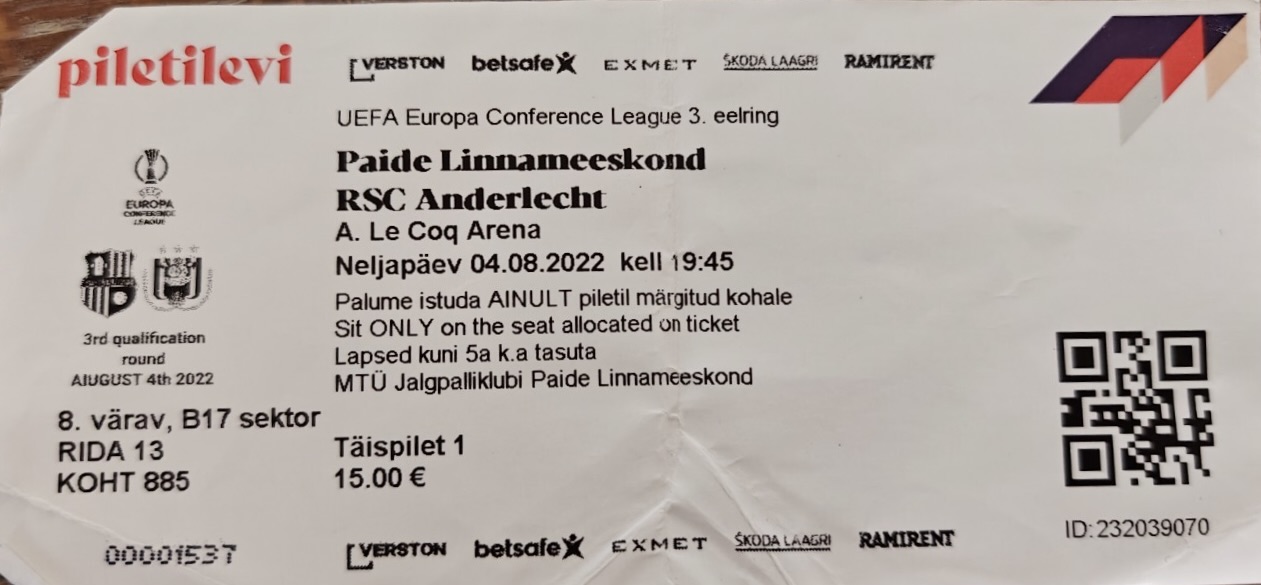 piletilevi
VERSTON betsafe EXMET ŠKODA LAAGRI RAMIRENT
UEFA Europa Conference League 3. eelring
Paide Linnameeskond
RSC Anderlecht
A. Le Coq Arena
Neljapäev 04.08.2022 kell 19:45
Palume istuda AINULT piletil märgitud kohale
Sit ONLY on the seat allocated on ticket
Lapsed kuni 5a k.a tasuta
MTÜ Jalgpalliklubi Paide Linnameeskond
UEFA
EUROPA
CONFERENCE
LEAGUE
3rd qualification
round
AIUGUST 4th 2022
8. värav, B17 sektor
RIDA 13
KOHT 885
Täispilet 1
15.00 €
00001537
VERSTON betsafe EXMET ŠKODA LAAGRI RAMIRENT
ID:232039070